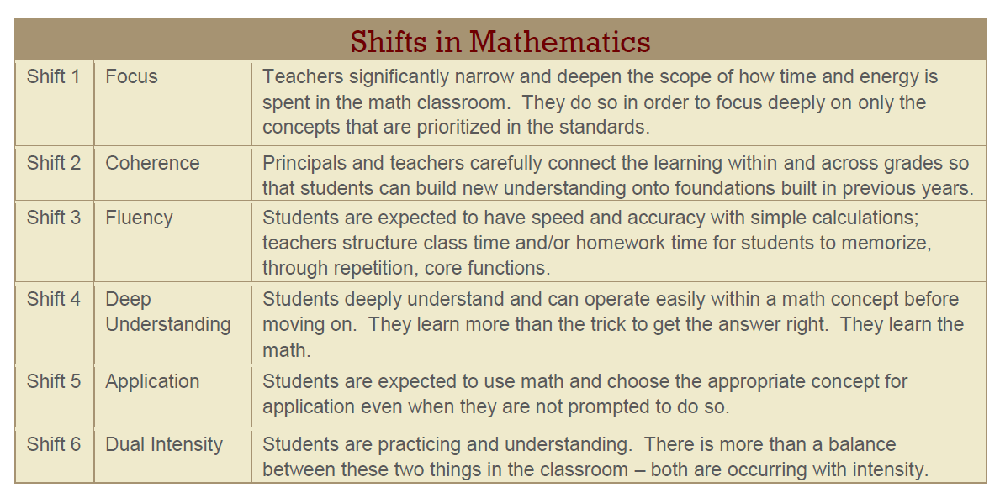 Shifts in Mathematics
Shift 1 Focus Teachers significantly narrow and deepen the scope of how time and energy is
spent in the math classroom.  They do so in order to focus deeply on only the
concepts that are prioritized in the standards.
Shift 2 Coherence Principals and teachers carefully connect the learning within and across grades so
that students can build new understanding onto foundations built in previous years.
Shift 3 Fluency Students are expected to have speed and accuracy with simple calculations;
teachers structure class time and/or homework time for students to memorize,
through repetition, core functions.
Shift 4 Deep Students deeply understand and can operate easily within a math concept before
Understanding moving on.  They learn more than the trick to get the answer right.  They learn the
math.
Shift 5 Application Students are expected to use math and choose the appropriate concept for
application even when they are not prompted to do so.
Shift 6 Dual Intensity Students are practicing and understanding.  There is more than a balance
between these two things in the classroom – both are occurring with intensity.